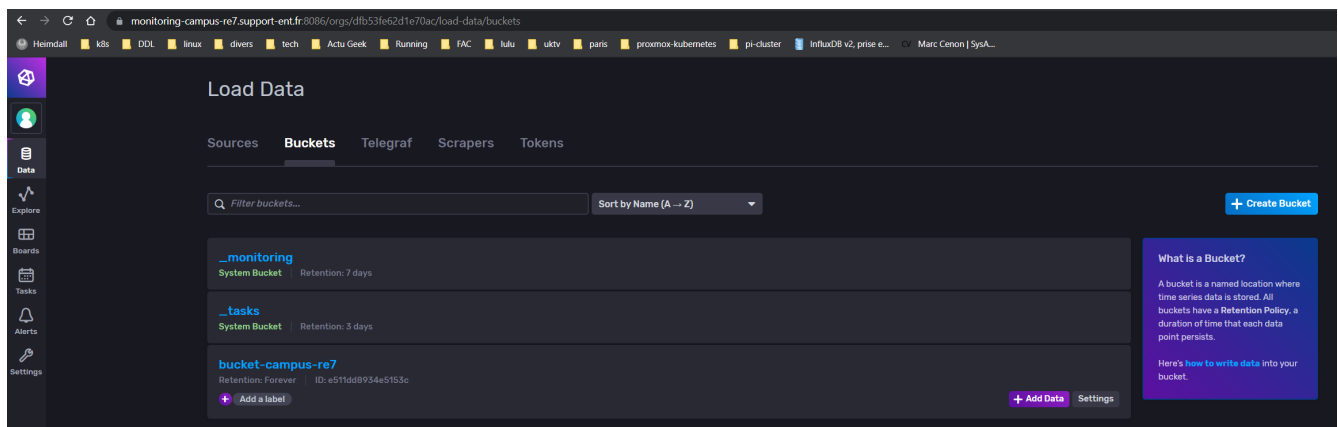 monitoring-campus-re7.support-ent.fr:8086/orgs/dfb53fe62d1e70ac/load-data/buckets
Heimdall k8s DDL linux divers tech Actu Geek Running FAC lulu uktv paris proxmox-kubernetes pi-cluster InfluxDB v2, prise e... CV Marc Cenon | SysA...
Load Data
Sources Buckets Telegraf Scrapers Tokens
Data
Explore
Boards
Tasks
Alerts
Settings
Filter buckets... Sort by Name (A → Z) + Create Bucket
_monitoring
System Bucket Retention: 7 days
_tasks
System Bucket Retention: 3 days
bucket-campus-re7
Retention: Forever ID: e511dd8934e5153c
+ Add a label + Add Data Settings
What is a Bucket?
A bucket is a named location where
time series data is stored. All
buckets have a Retention Policy, a
duration of time that each data
point persists.
Here's how to write data into your
bucket.